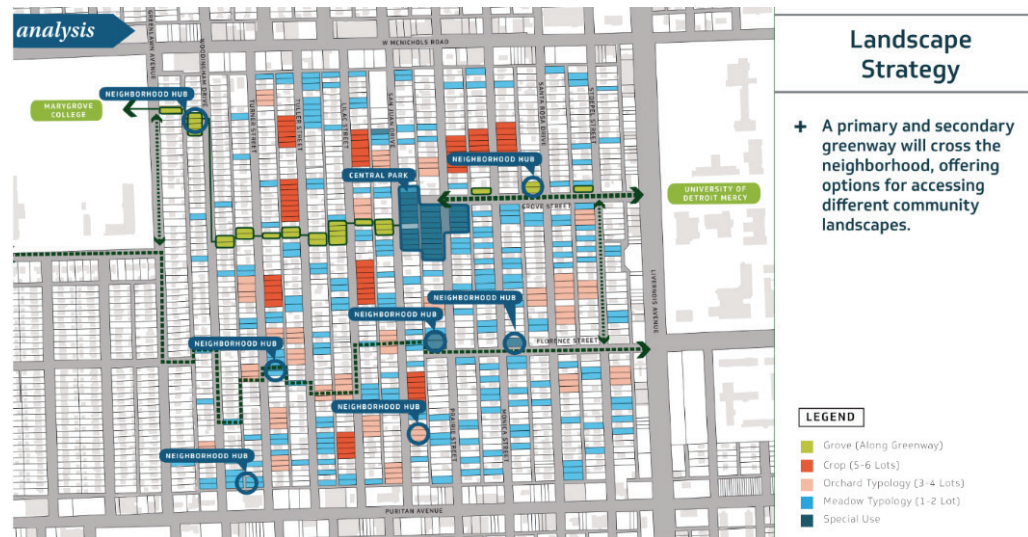 analysis
W MCNICHOLS ROAD
GREENLAWN AVENUE
WOODINGHAM DRIVE
NEIGHBORHOOD HUB
MARYGROVE
COLLEGE
TURNER STREET
TULLER STREET
LILAC STREET
SAN JUAN DRIVE
SANTA ROSA DRIVE
STOEPEL STREET
NEIGHBORHOOD HUB
CENTRAL PARK
UNIVERSITY OF
DETROIT MERCY
GROVE STREET
LIVERNOIS AVENUE
NEIGHBORHOOD HUB
NEIGHBORHOOD HUB
NEIGHBORHOOD HUB
FLORENCE STREET
NEIGHBORHOOD HUB
PRAIRIE STREET
MONICA STREET
NEIGHBORHOOD HUB
PURITAN AVENUE
Landscape
Strategy
+ A primary and secondary
greenway will cross the
neighborhood, offering
options for accessing
different community
landscapes.
LEGEND
Grove (Along Greenway)
Crop (5-6 Lots)
Orchard Typology (3-4 Lots)
Meadow Typology (1-2 Lot)
Special Use